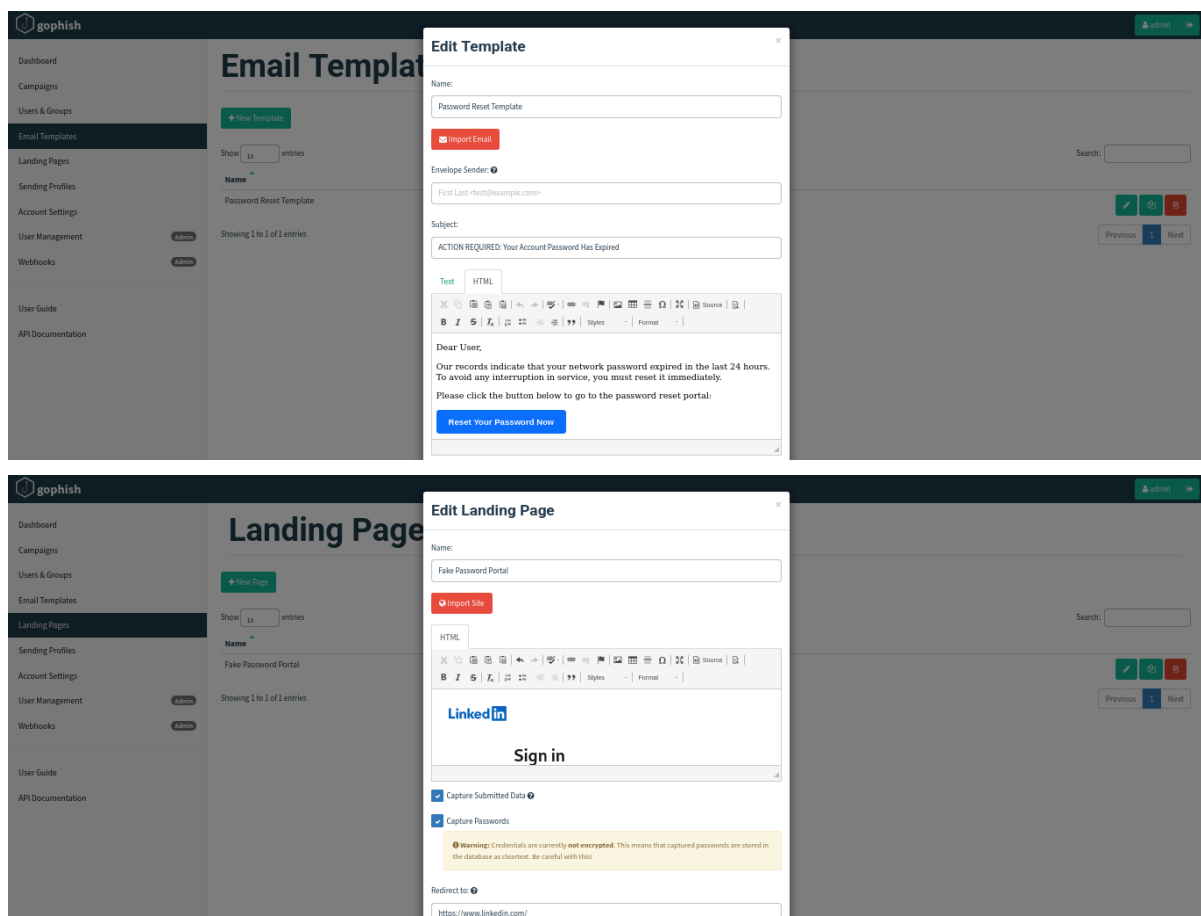 gophish
admin
Dashboard
Campaigns
Users & Groups
Email Templates
Landing Pages
Sending Profiles
Account Settings
User Management Admin
Webhooks Admin
User Guide
API Documentation
Email Templat
New Template
Show 10 entries
Search:
Name
Password Reset Template
Showing 1 to 1 of 1 entries
Previous 1 Next
Edit Template
×
Name:
Password Reset Template
Import Email
Envelope Sender:
First Last <test@example.com>
Subject:
ACTION REQUIRED: Your Account Password Has Expired
Text HTML
Source
B I S Styles Format
Dear User,
Our records indicate that your network password expired in the last 24 hours.
To avoid any interruption in service, you must reset it immediately.
Please click the button below to go to the password reset portal:
Reset Your Password Now
gophish
admin
Dashboard
Campaigns
Users & Groups
Email Templates
Landing Pages
Sending Profiles
Account Settings
User Management Admin
Webhooks Admin
User Guide
API Documentation
Landing Page
New Page
Show 10 entries
Search:
Name
Fake Password Portal
Showing 1 to 1 of 1 entries
Previous 1 Next
Edit Landing Page
×
Name:
Fake Password Portal
Import Site
HTML
Source
B I S Styles Format
Linked in
Sign in
Capture Submitted Data
Capture Passwords
Warning: Credentials are currently not encrypted. This means that captured passwords are stored in
the database as cleartext. Be careful with this!
Redirect to:
https://www.linkedin.com/